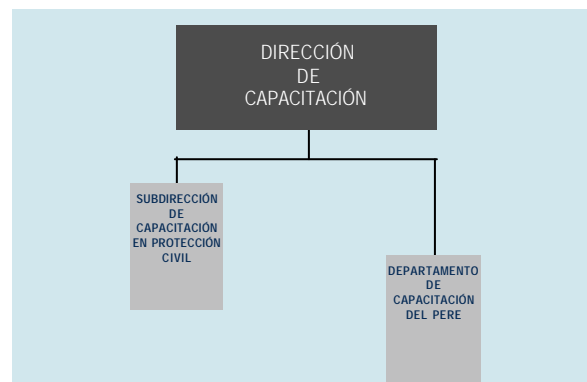 DIRECCIÓN
DE
CAPACITACIÓN
SUBDIRECCIÓN
DE
CAPACITACIÓN
EN PROTECCIÓN
CIVIL
DEPARTAMENTO
DE
CAPACITACIÓN
DEL PERE